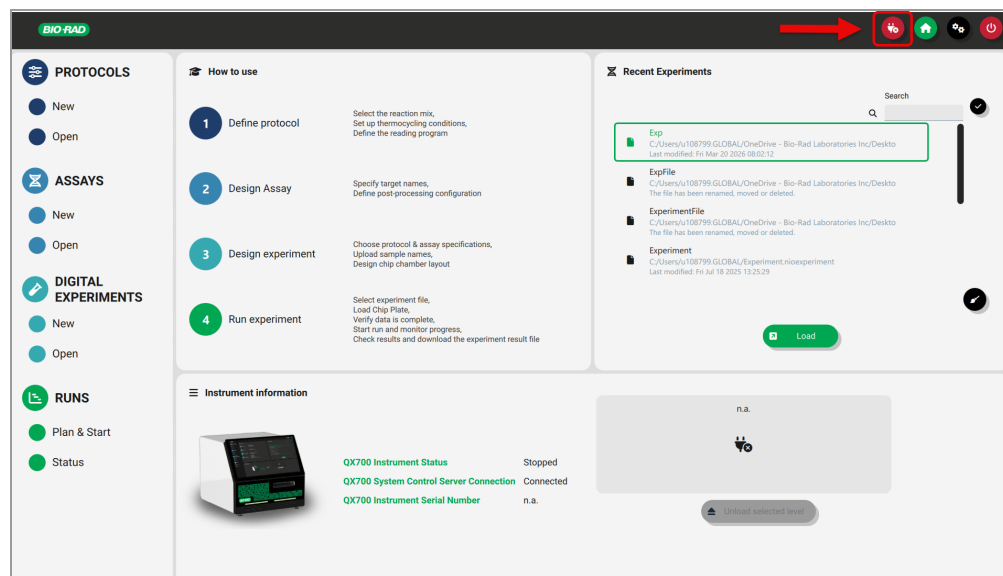 BIO-RAD
PROTOCOLS
New
Open
ASSAYS
New
Open
DIGITAL
EXPERIMENTS
New
Open
RUNS
Plan & Start
Status
How to use
1
Define protocol
Select the reaction mix,
Set up thermocycling conditions,
Define the reading program
2
Design Assay
Specify target names,
Define post-processing configuration
3
Design experiment
Choose protocol & assay specifications,
Upload sample names,
Design chip chamber layout
4
Run experiment
Select experiment file,
Load Chip Plate,
Verify data is complete,
Start run and monitor progress,
Check results and download the experiment result file
Recent Experiments
Search
Exp
C:/Users/u108799.GLOBAL/OneDrive - Bio-Rad Laboratories Inc/Deskto
Last modified: Fri Mar 20 2026 08:02:12
ExpFile
C:/Users/u108799.GLOBAL/OneDrive - Bio-Rad Laboratories Inc/Deskto
The file has been renamed, moved or deleted.
ExperimentFile
C:/Users/u108799.GLOBAL/OneDrive - Bio-Rad Laboratories Inc/Deskto
The file has been renamed, moved or deleted.
Experiment
C:/Users/u108799.GLOBAL/Experiment.nioexperiment
Last modified: Fri Jul 18 2025 13:25:29
Load
Instrument information
QX700 Instrument Status Stopped
QX700 System Control Server Connection Connected
QX700 Instrument Serial Number n.a.
n.a.
Unload selected level